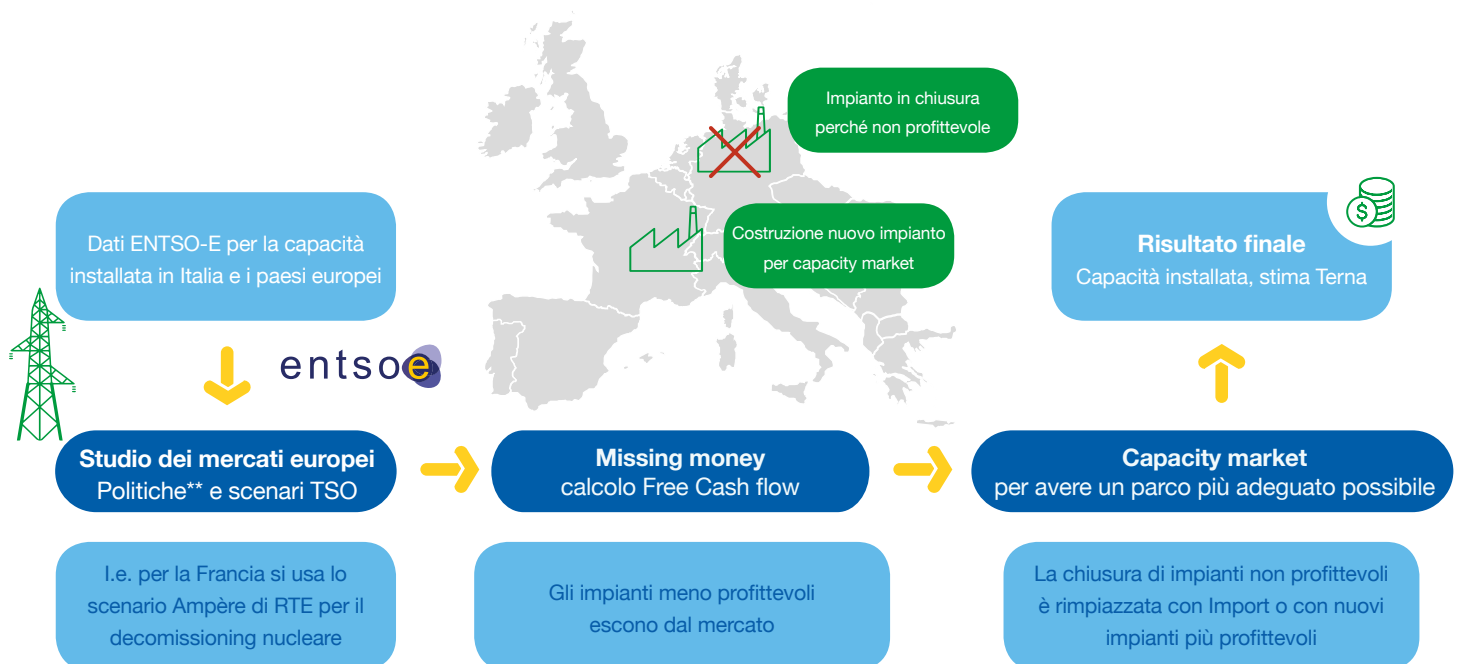 Impianto in chiusura
perché non profittevole
Costruzione nuovo impianto
per capacity market
Dati ENTSO-E per la capacità
installata in Italia e i paesi europei
entsoe
Risultato finale
Capacità installata, stima Terna
$
Studio dei mercati europei
Politiche** e scenari TSO
Missing money
calcolo Free Cash flow
Capacity market
per avere un parco più adeguato possibile
I.e. per la Francia si usa lo
scenario Ampère di RTE per il
decomissioning nucleare
Gli impianti meno profittevoli
escono dal mercato
La chiusura di impianti non profittevoli
è rimpiazzata con Import o con nuovi
impianti più profittevoli